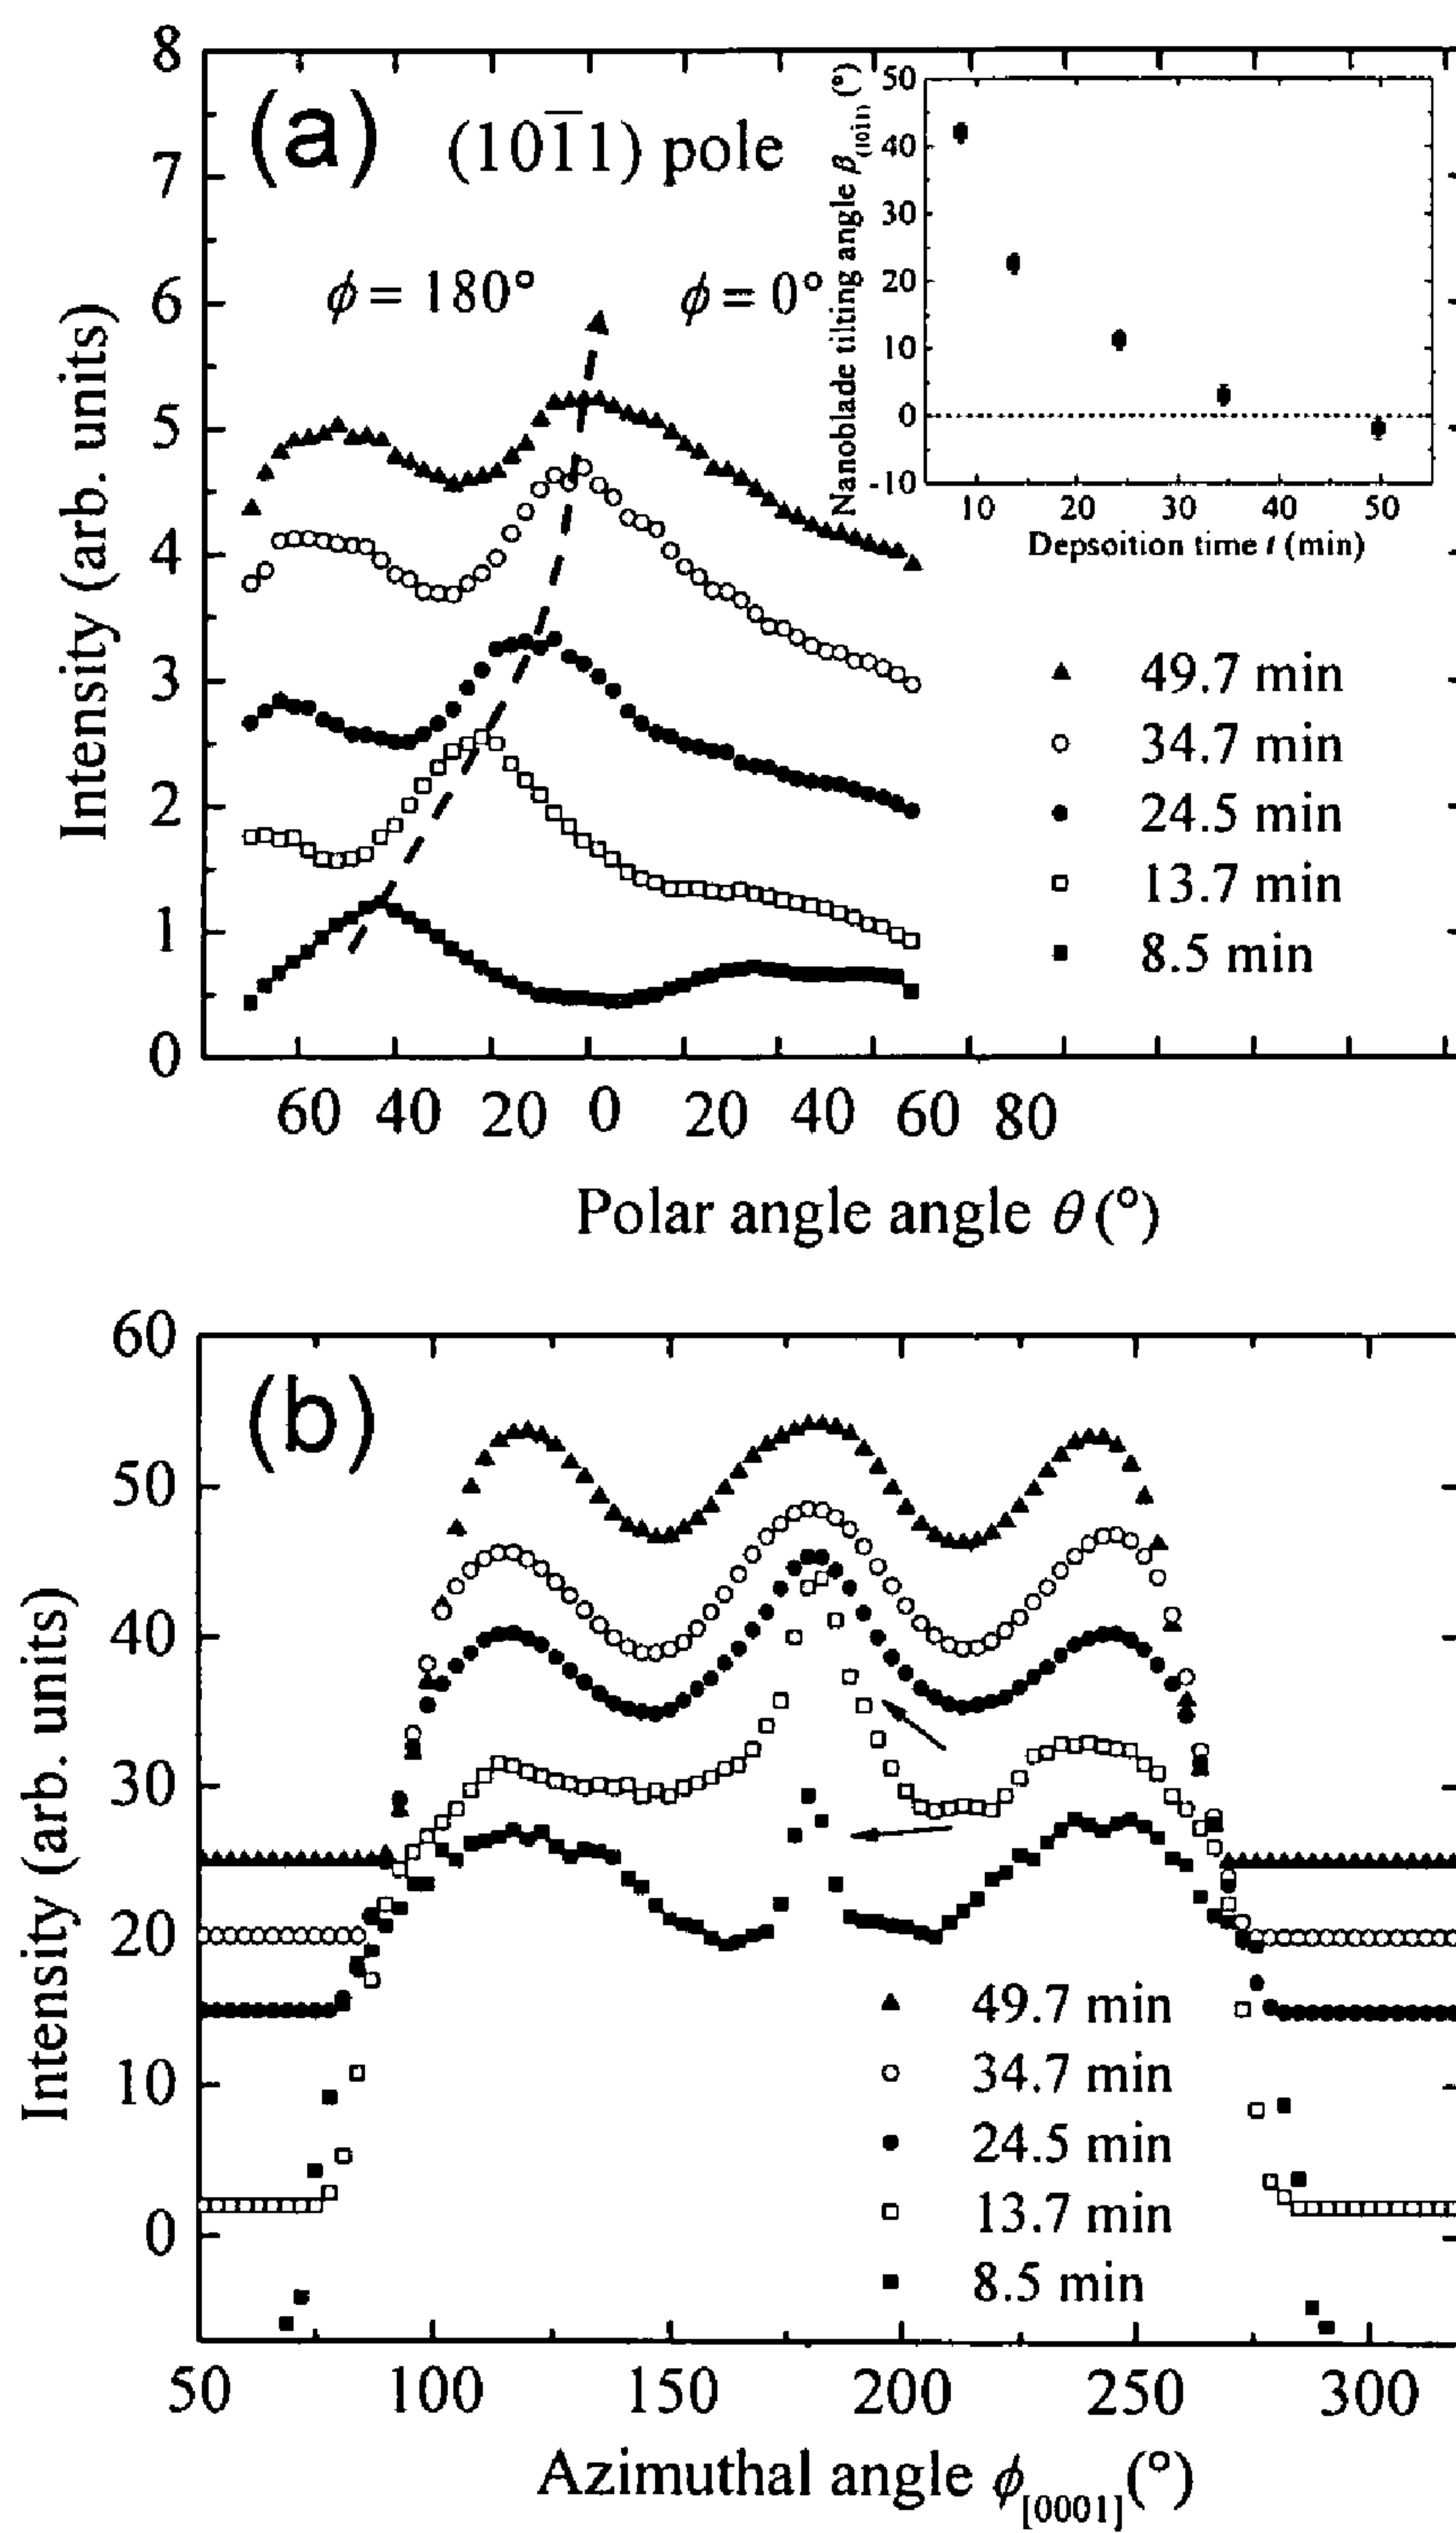 8
7
6
5
4
3
2
1
0
Intensity (arb. units)
(a) (101̅1) pole
ϕ = 180° ϕ = 0°
50
40
30
20
10
0
-10
Nanoblade tilting angle β(101̅1) (°)
10 20 30 40 50
Depsoition time t (min)
49.7 min
34.7 min
24.5 min
13.7 min
8.5 min
60 40 20 0 20 40 60 80
Polar angle angle θ (°)
60
50
40
30
20
10
0
Intensity (arb. units)
(b)
49.7 min
34.7 min
24.5 min
13.7 min
8.5 min
50 100 150 200 250 300
Azimuthal angle ϕ[0001](°)